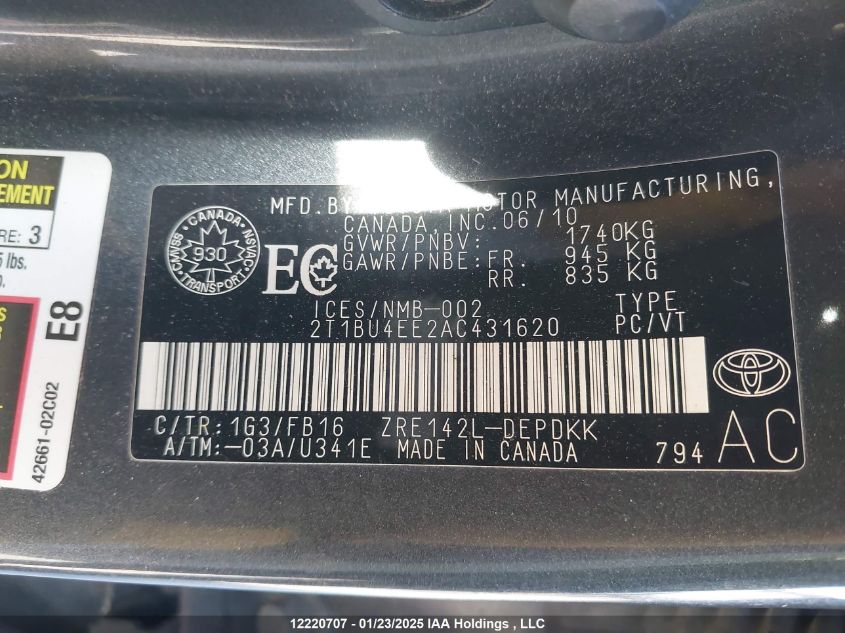 ON
EMENT
RE: 3
lbs.
E8
42661-02C02
MFD.BY MOTOR MANUFACTURING,
CANADA, INC. 06/10
GVWR/PNBV: 1740KG
GAWR/PNBE: FR. 945 KG
RR. 835 KG
CANADA
930
TRANSPORT
EC
ICES/NMB-002 TYPE
2T1BU4EE2AC431620 PC/VT
C/TR: 1G3/FB16 ZRE142L-DEPDKK
A/TM:-03A/U341E MADE IN CANADA 794 AC
12220707 - 01/23/2025 IAA Holdings , LLC